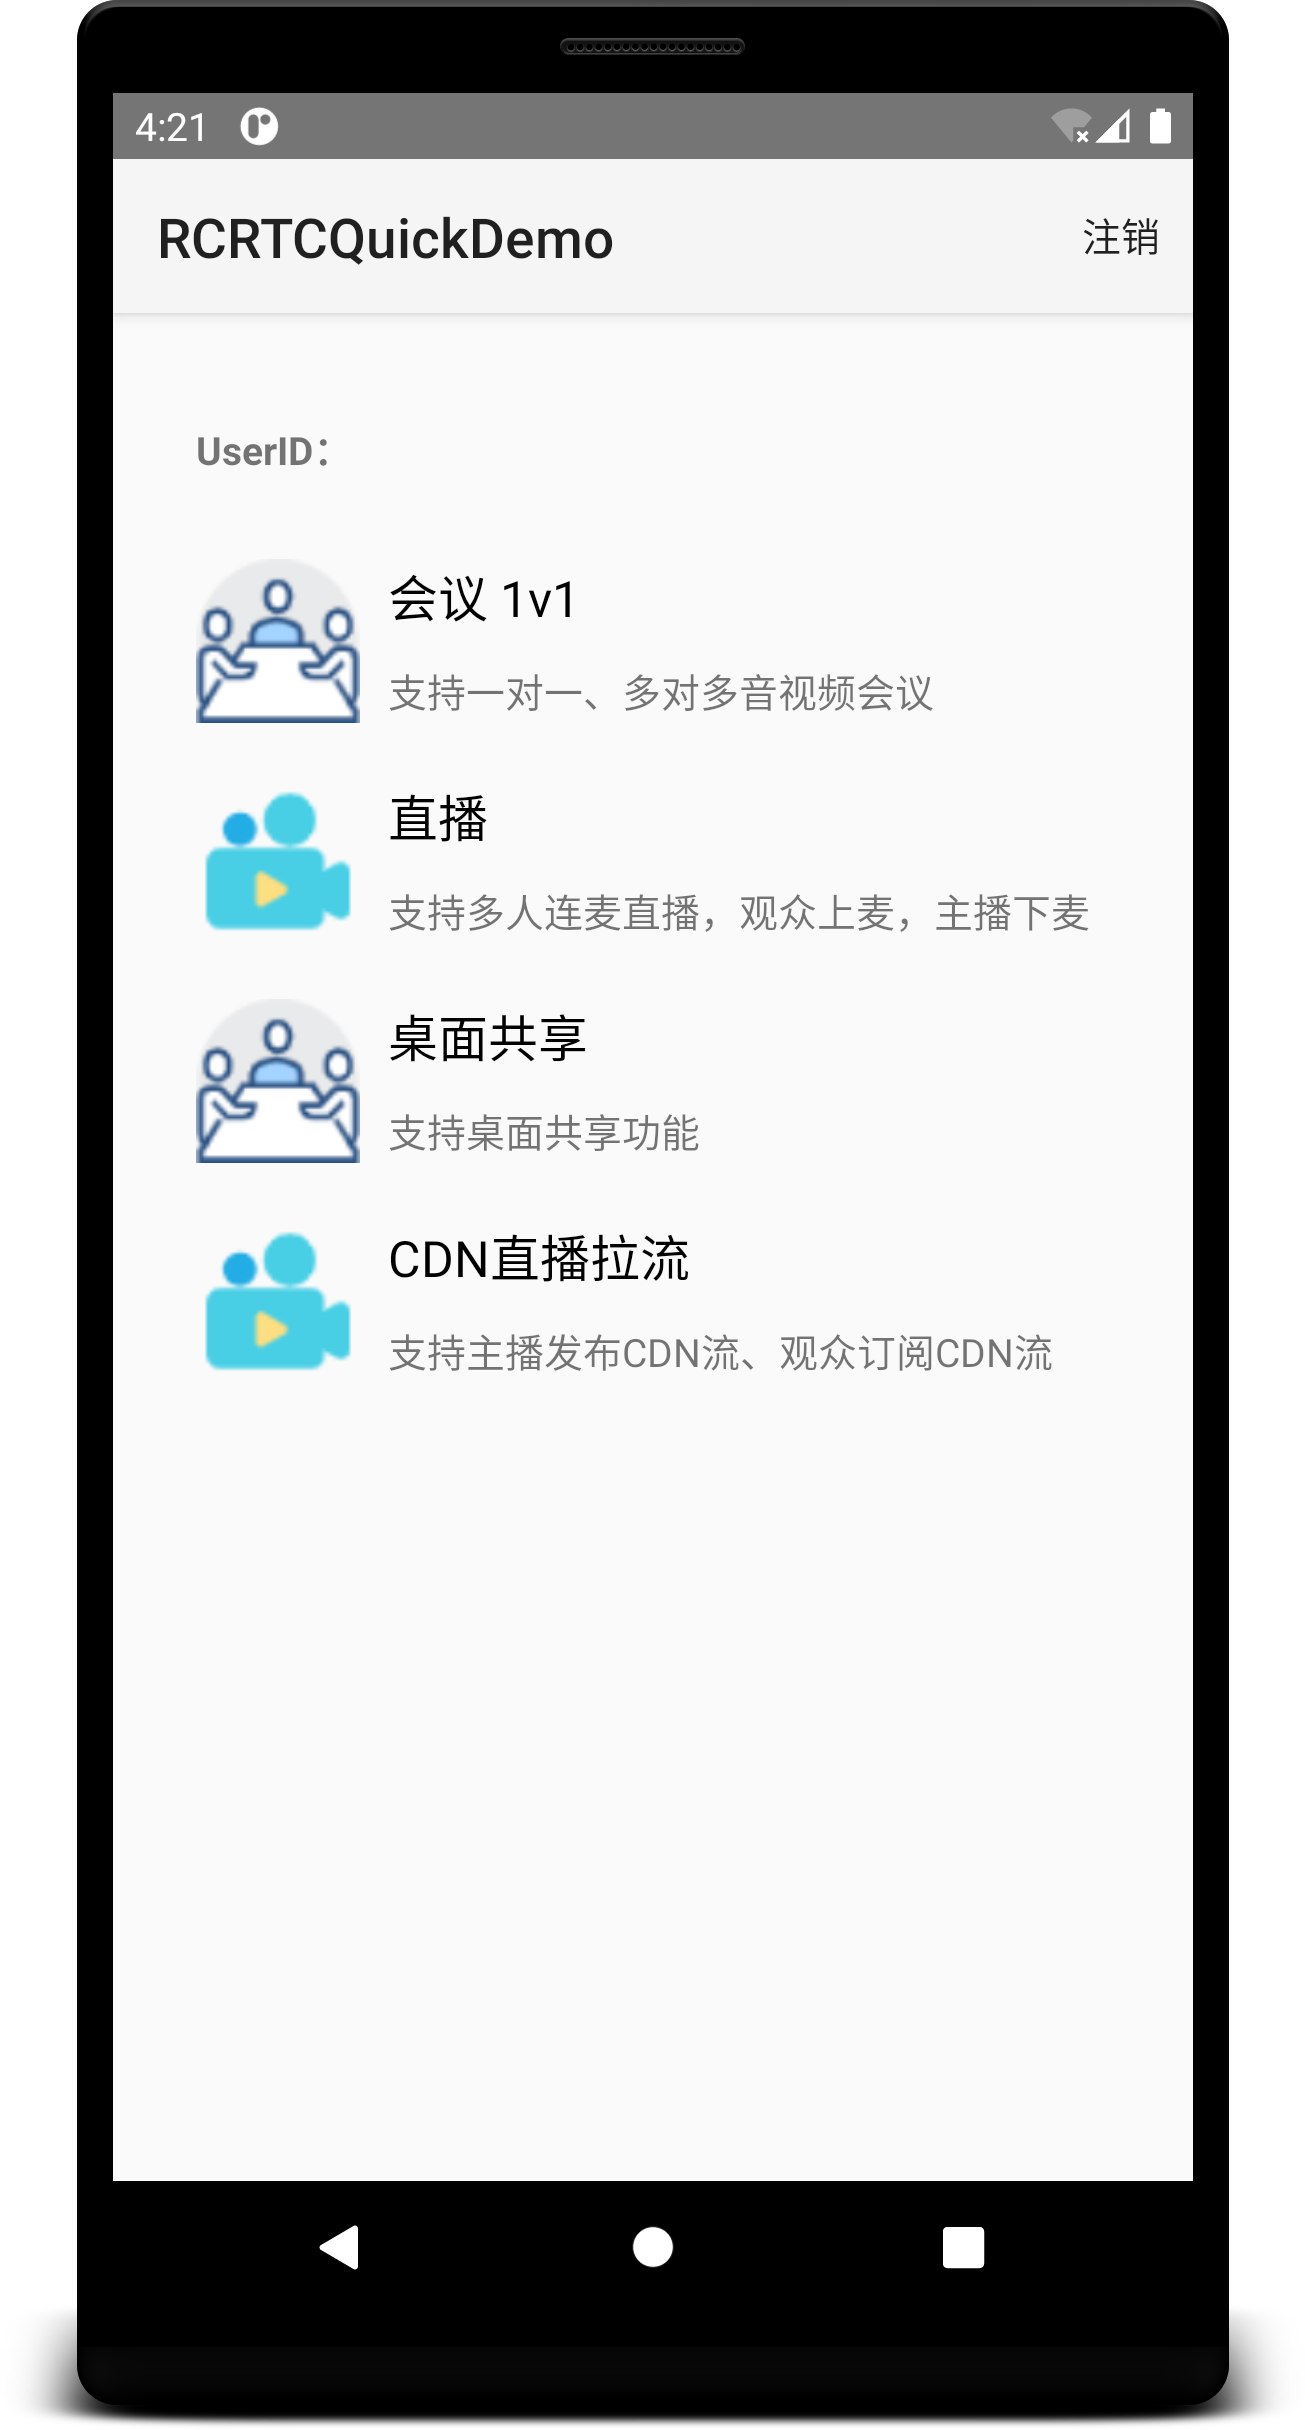 4:21
RCRTCQuickDemo
注销
UserID：
会议 1v1
支持一对一、多对多音视频会议
直播
支持多人连麦直播，观众上麦，主播下麦
桌面共享
支持桌面共享功能
CDN直播拉流
支持主播发布CDN流、观众订阅CDN流